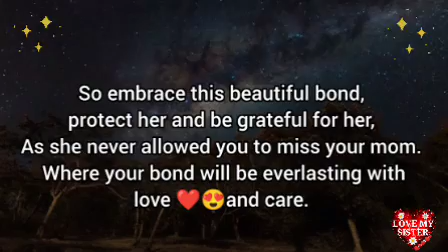 So embrace this beautiful bond,
protect her and be grateful for her,
As she never allowed you to miss your mom.
Where your bond will be everlasting with
love ❤️😍and care.
LOVE MY
SISTER